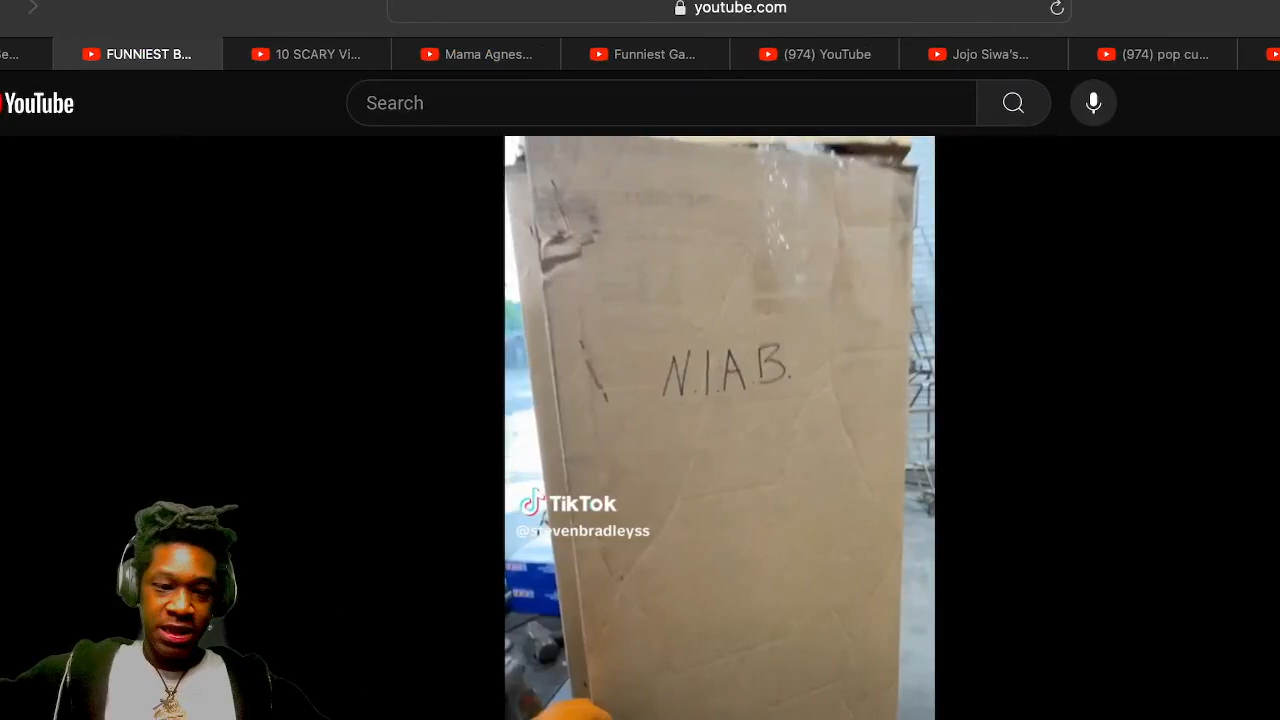 youtube.com
e...
FUNNIEST B...
10 SCARY Vi...
Mama Agnes...
Funniest Ga...
(974) YouTube
Jojo Siwa's...
(974) pop cu...
YouTube
Search
N.I.A.B.
TikTok
@stevenbradleyss